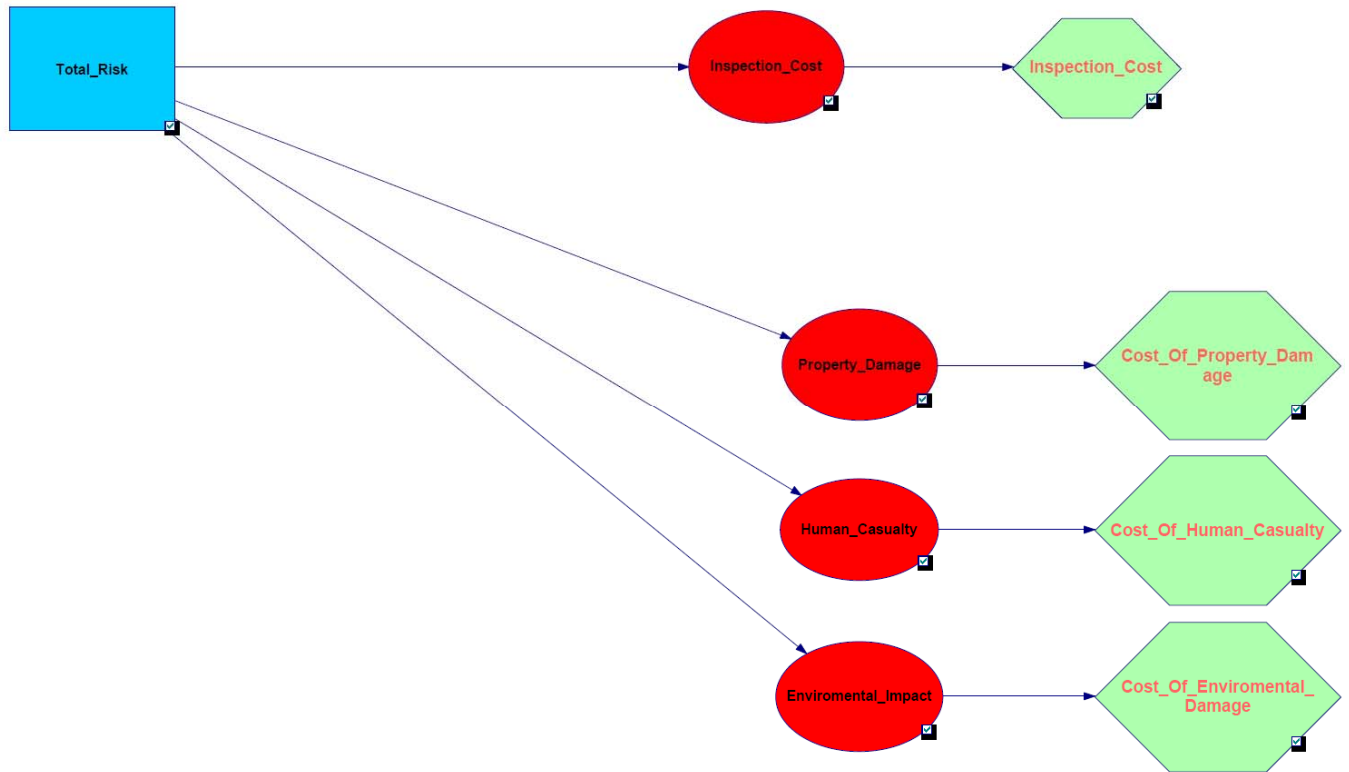 Total_Risk
Inspection_Cost
Inspection_Cost
Property_Damage
Cost_Of_Property_Dam
age
Human_Casualty
Cost_Of_Human_Casualty
Enviromental_Impact
Cost_Of_Enviromental_
Damage